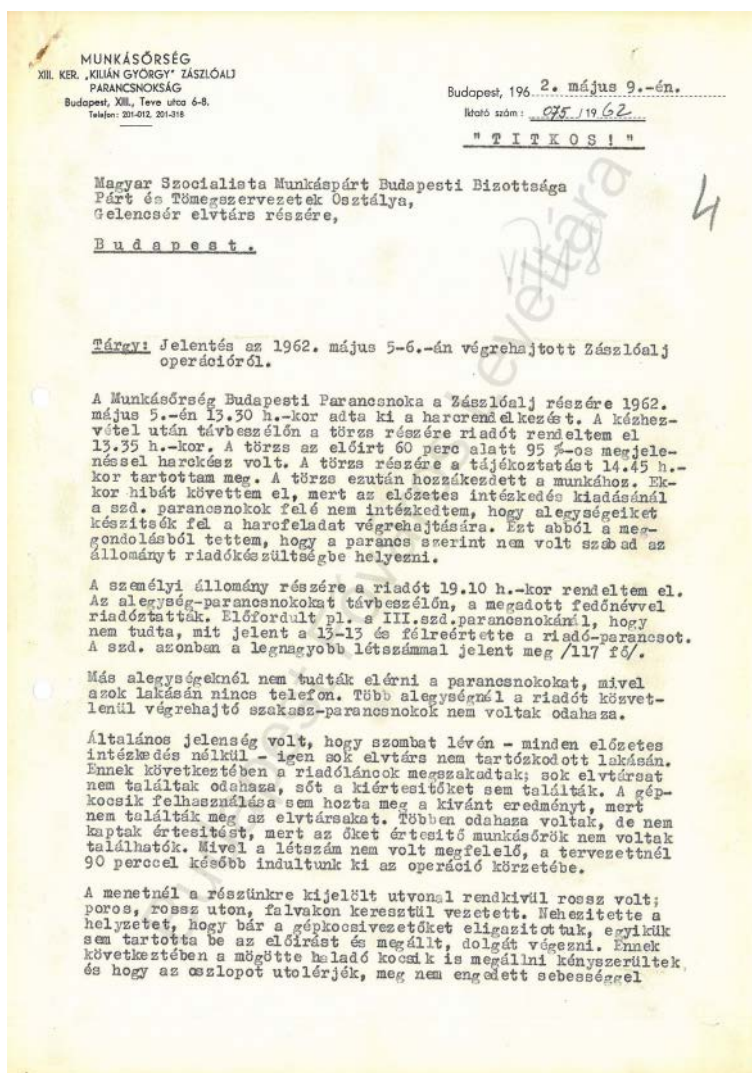 MUNKÁSŐRSÉG
XIII. KER. „KILIÁN GYÖRGY" ZÁSZLÓALJ
PARANCSNOKSÁG
Budapest, XIII., Teve utca 6-8.
Telefon: 201-012, 201-318
Budapest, 1962. május 9.-én.
Iktató szám: 075/1962
"TITKOS!"
4
Magyar Szocialista Munkáspárt Budapesti Bizottsága
Párt és Tömegszervezetek Osztálya,
Gelencsér elvtárs részére,
Budapest.
Tárgy: Jelentés az 1962. május 5-6.-án végrehajtott Zászlóalj
operációról.
A Munkásőrség Budapesti Parancsnoka a Zászlóalj részére 1962.
május 5.-én 13.30 h.-kor adta ki a harcrendelkezést. A kézhez-
vétel után távbeszélőn a törzs részére riadót rendeltem el
13.35 h.-kor. A törzs az előirt 60 perc alatt 95 %-os megjele-
néssel harckész volt. A törzs részére a tájékoztatást 14.45 h.-
kor tartottam meg. A törzs ezután hozzákezdett a munkához. Ek-
kor hibát követtem el, mert az előzetes intézkedés kiadásánál
a szd. parancsnokok felé nem intézkedtem, hogy alegységeiket
készitsék fel a harcfeladat végrehajtására. Ezt abból a meg-
gondolásból tettem, hogy a parancs szerint nem volt szabad az
állományt riadókészültségbe helyezni.
A személyi állomány részére a riadót 19.10 h.-kor rendeltem el.
Az alegység-parancsnokokat távbeszélőn, a megadott fedőnévvel
riadóztatták. Előfordult pl. a III.szd.parancsnokánál, hogy
nem tudta, mit jelent a 13-13 és félreértette a riadó-parancsot.
A szd. azonban a legnagyobb létszámmal jelent meg /117 fő/.
Más alegységeknél nem tudták elérni a parancsnokokat, mivel
azok lakásán nincs telefon. Több alegységnél a riadót közvet-
lenül végrehajtó szakasz-parancsnokok nem voltak odahaza.
Általános jelenség volt, hogy szombat lévén - minden előzetes
intézkedés nélkül - igen sok elvtárs nem tartózkodott lakásán.
Ennek következtében a riadóláncok megszakadtak; sok elvtársat
nem találtak odahaza, sőt a kiértesitőket sem találták. A gép-
kocsik felhasználása sem hozta meg a kivánt eredményt, mert
nem találták meg az elvtársakat. Többen odahaza voltak, de nem
kaptak értesitést, mert az őket értesitő munkásőrök nem voltak
találhatók. Mivel a létszám nem volt megfelelő, a tervezettnél
90 perccel később indultunk ki az operáció körzetébe.
A menetnél a részünkre kijelölt utvonal rendkivül rossz volt;
poros, rossz uton, falvakon keresztül vezetett. Nehezitette a
helyzetet, hogy bár a gépkocsivezetőket eligazitottuk, egyikük
sem tartotta be az előirást és megállt, dolgát végezni. Ennek
következtében a mögötte haladó kocsik is megállni kényszerültek
és hogy az oszlopot utolérjék, meg nem engedett sebességgel